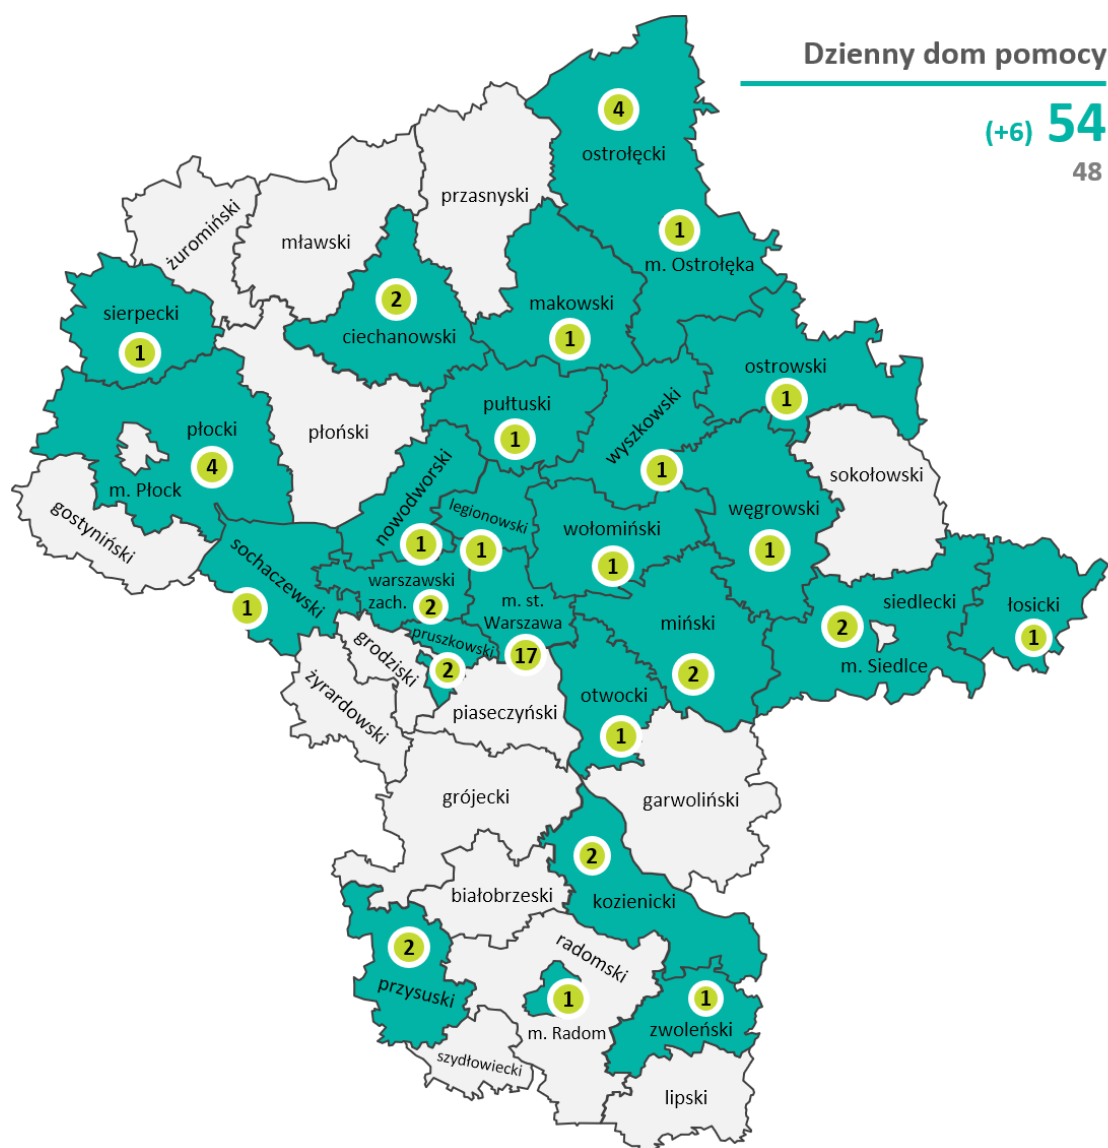 Dzienny dom pomocy
(+6) 54
48
4
ostrołęcki
przasnyski
żuromiński
mławski
1
m. Ostrołęka
2
ciechanowski
makowski
1
sierpecki
1
ostrowski
1
płocki
4
m. Płock
płoński
pułtuski
1
wyszkowski
1
sokołowski
gostyniński
nowodworski
1
legionowski
1
wołomiński
1
węgrowski
1
sochaczewski
1
warszawski
zach.
2
m. st.
Warszawa
17
miński
2
siedlecki
2
m. Siedlce
łosicki
1
pruszkowski
2
grodziski
żyrardowski
piaseczyński
otwocki
1
grójecki
garwoliński
2
kozienicki
białobrzeski
2
przysuski
radomski
1
m. Radom
1
zwoleński
szydłowiecki
lipski